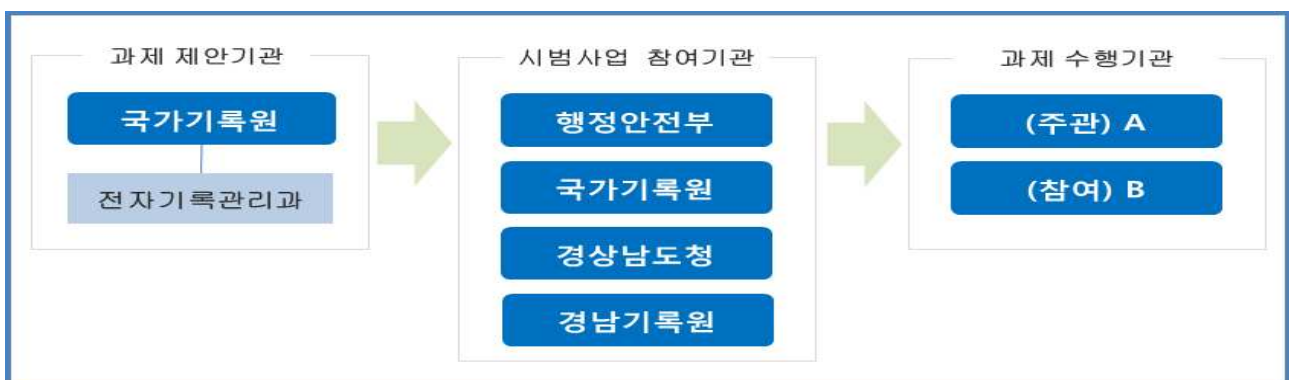 과제 제안기관
국가기록원
전자기록관리과
시범사업 참여기관
행정안전부
국가기록원
경상남도청
경남기록원
과제 수행기관
(주관) A
(참여) B